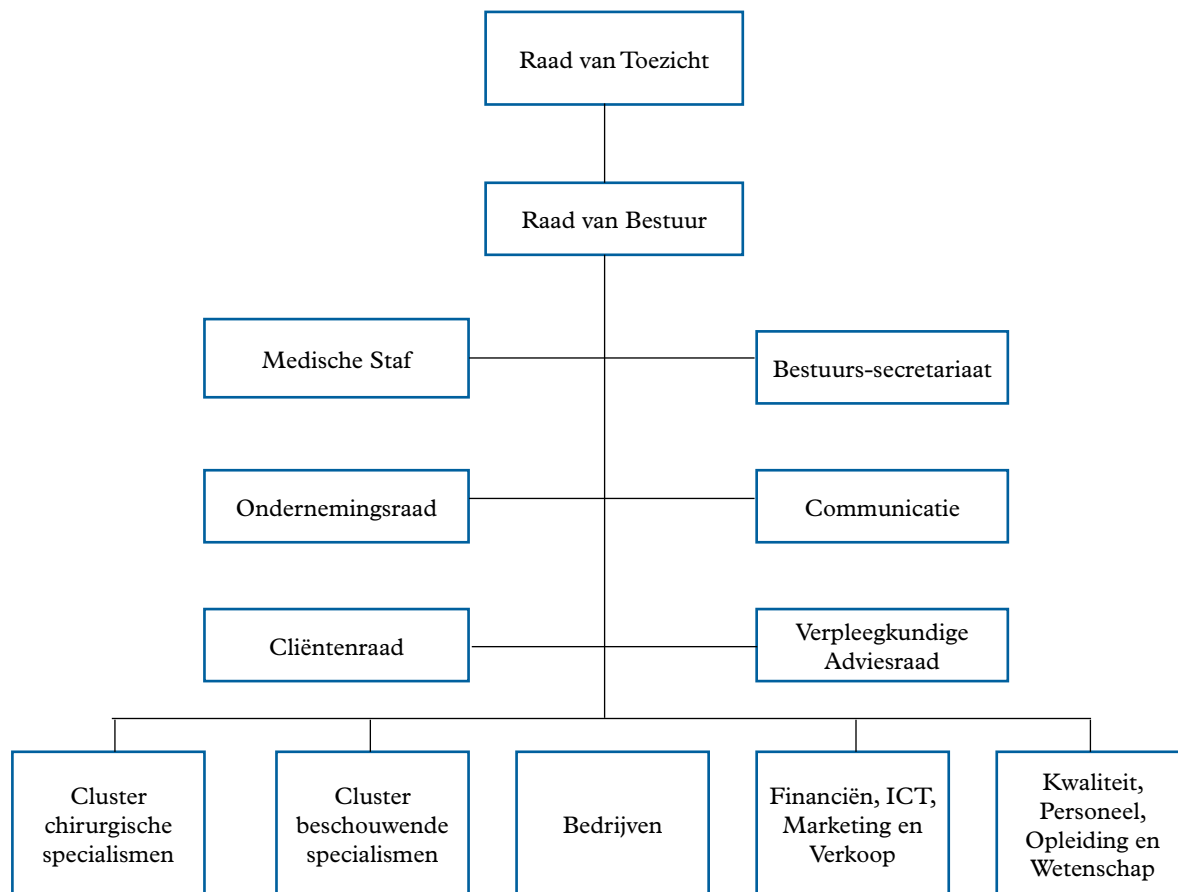 Raad van Toezicht
Raad van Bestuur
Medische Staf
Bestuurs-secretariaat
Ondernemingsraad
Communicatie
Cliëntenraad
Verpleegkundige
Adviesraad
Cluster
chirurgische
specialismen
Cluster
beschouwende
specialismen
Bedrijven
Financiën, ICT,
Marketing en
Verkoop
Kwaliteit,
Personeel,
Opleiding en
Wetenschap